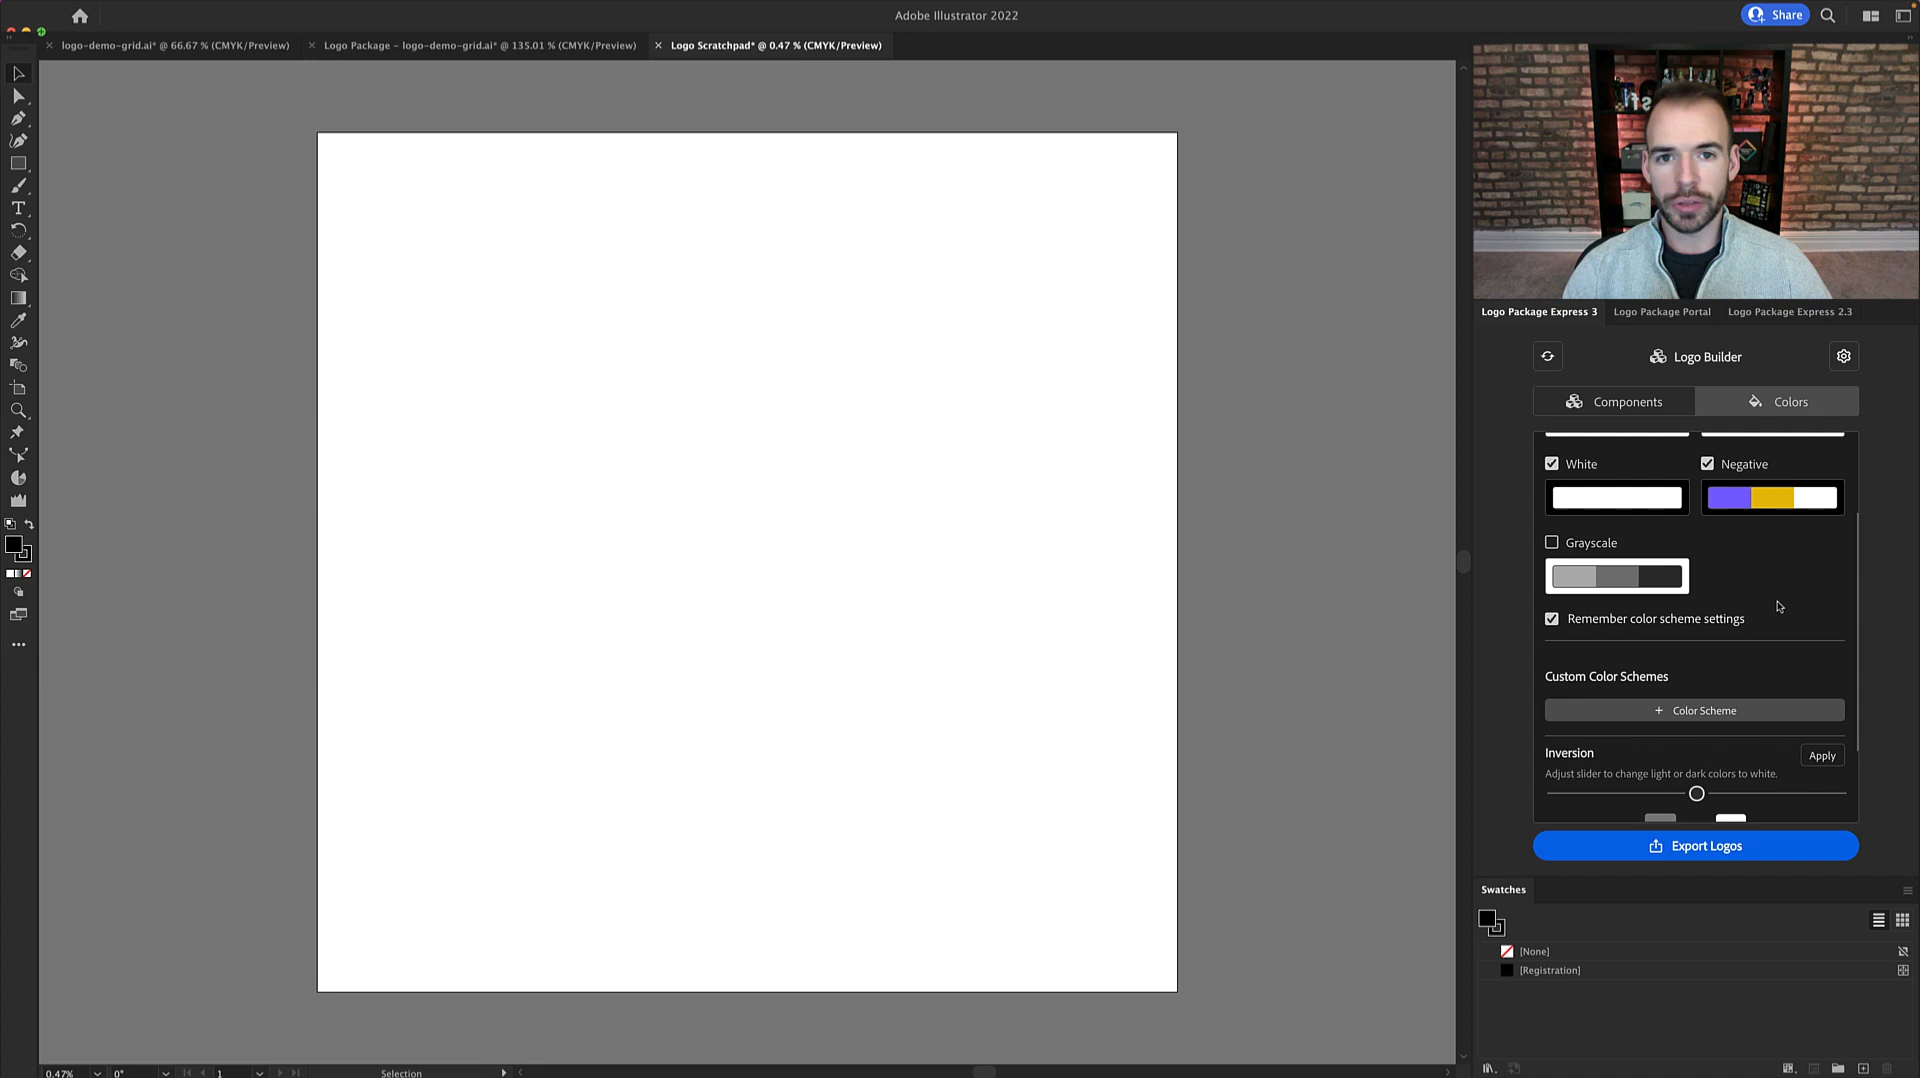 Adobe Illustrator 2022
Share
logo-demo-grid.ai* @ 66.67 % (CMYK/Preview)
Logo Package – logo-demo-grid.ai* @ 135.01 % (CMYK/Preview)
Logo Scratchpad* @ 0.47 % (CMYK/Preview)
Logo Package Express 3
Logo Package Portal
Logo Package Express 2.3
Logo Builder
Components
Colors
White
Negative
Grayscale
Remember color scheme settings
Custom Color Schemes
+ Color Scheme
Inversion
Apply
Adjust slider to change light or dark colors to white.
Export Logos
Swatches
[None]
[Registration]
0.47%
0°
1
Selection